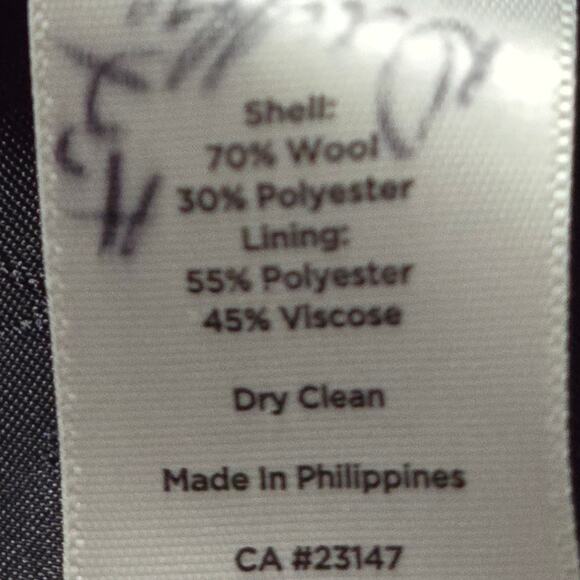 Shell:
70% Wool
30% Polyester
Lining:
55% Polyester
45% Viscose
Dry Clean
Made In Philippines
CA #23147